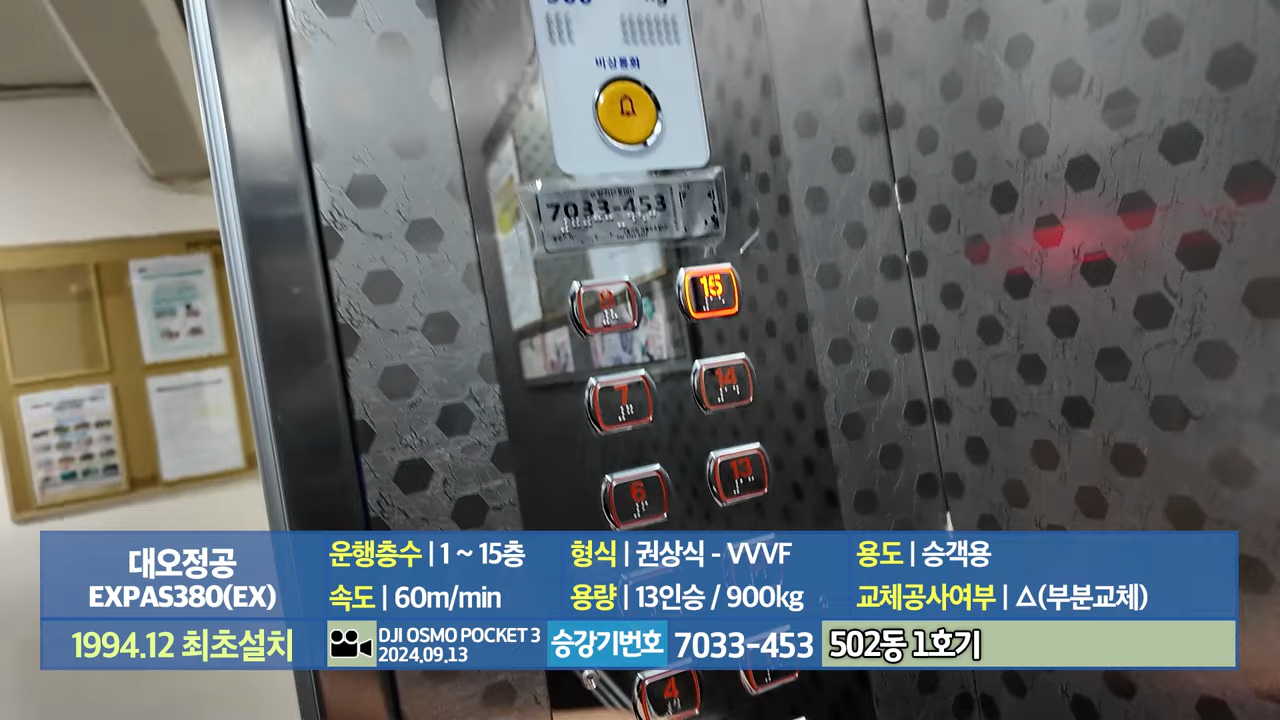 비상통화
7033-453
15
7
14
6
13
4
대오정공
EXPAS380(EX)
운행층수 | 1 ~ 15층
형식 | 권상식 - VVVF
용도 | 승객용
속도 | 60m/min
용량 | 13인승 / 900kg
교체공사여부 | △(부분교체)
1994.12 최초설치
DJI OSMO POCKET 3
2024.09.13
승강기번호
7033-453
502동 1호기